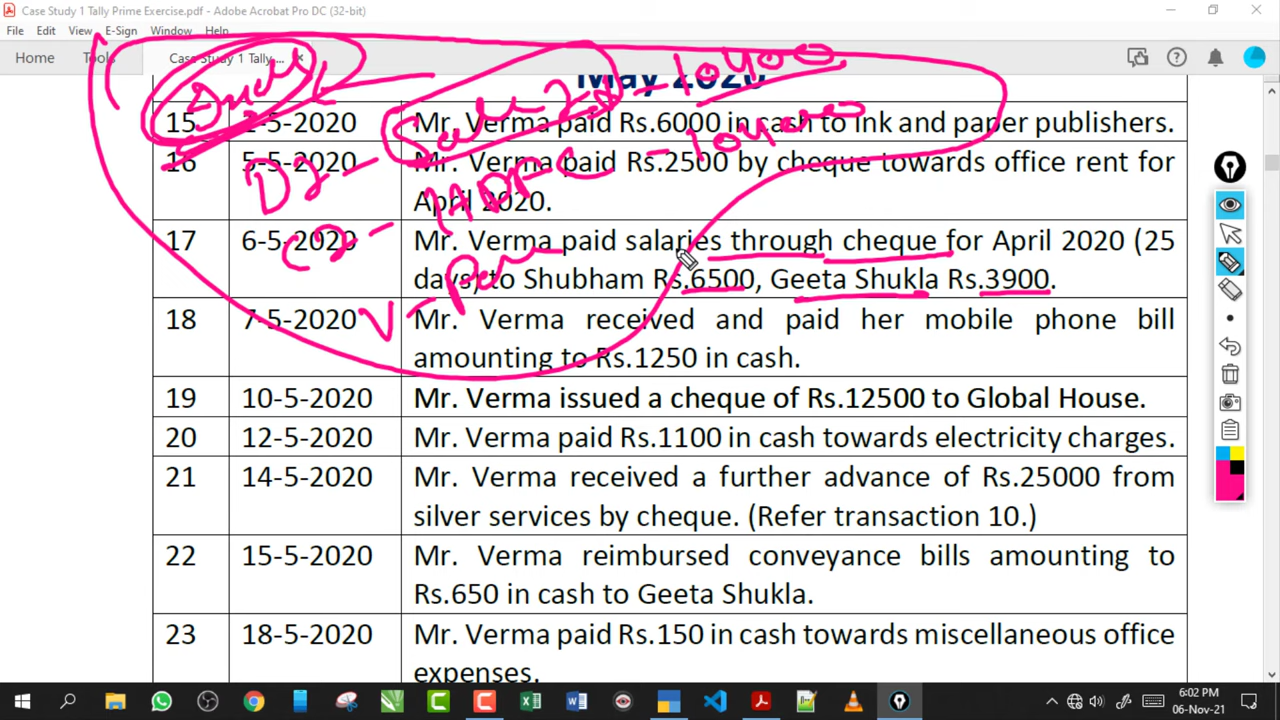 Case Study 1 Tally Prime Exercise.pdf - Adobe Acrobat Pro DC (32-bit)
File Edit View E-Sign Window Help
Home Tools Case Study 1 Tally ...
May 2020
15 2-5-2020 Mr. Verma paid Rs.6000 in cash to Ink and paper publishers.
16 5-5-2020 Mr. Verma paid Rs.2500 by cheque towards office rent for
April 2020.
17 6-5-2020 Mr. Verma paid salaries through cheque for April 2020 (25
days) to Shubham Rs.6500, Geeta Shukla Rs.3900.
18 7-5-2020 Mr. Verma received and paid her mobile phone bill
amounting to Rs.1250 in cash.
19 10-5-2020 Mr. Verma issued a cheque of Rs.12500 to Global House.
20 12-5-2020 Mr. Verma paid Rs.1100 in cash towards electricity charges.
21 14-5-2020 Mr. Verma received a further advance of Rs.25000 from
silver services by cheque. (Refer transaction 10.)
22 15-5-2020 Mr. Verma reimbursed conveyance bills amounting to
Rs.650 in cash to Geeta Shukla.
23 18-5-2020 Mr. Verma paid Rs.150 in cash towards miscellaneous office
expenses.
6:02 PM
06-Nov-21